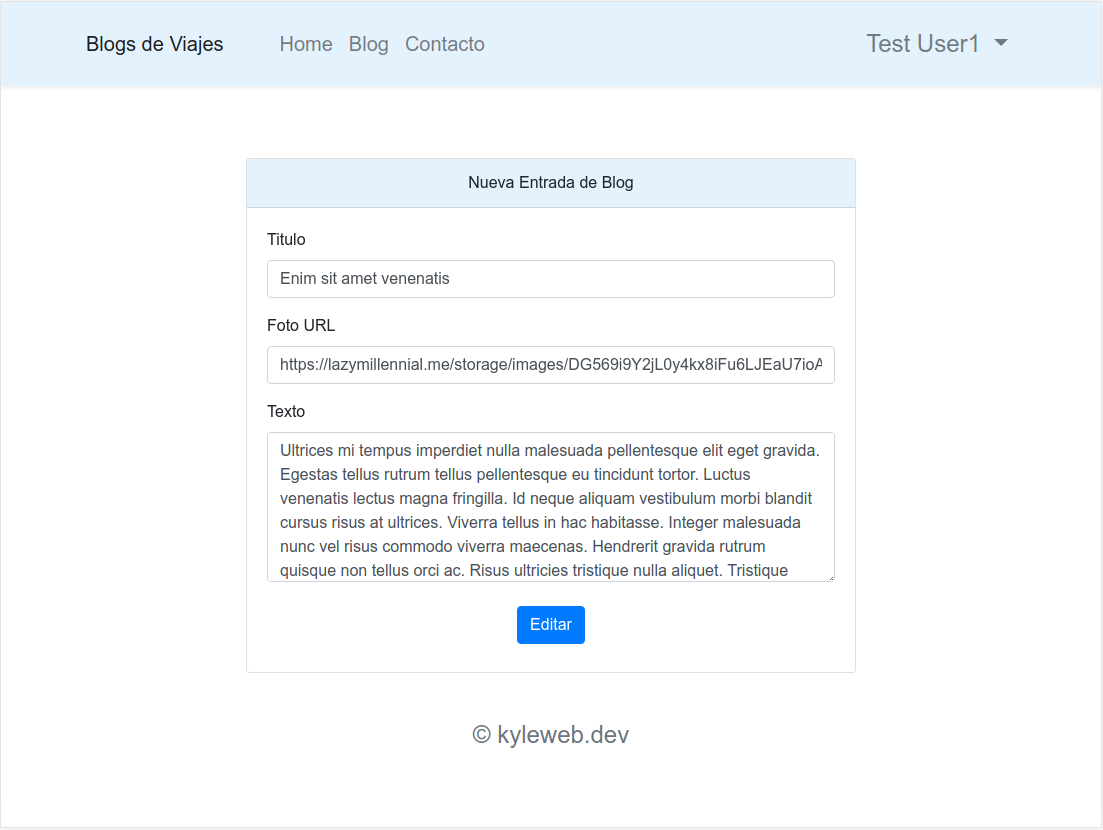 Blogs de Viajes Home Blog Contacto Test User1
Nueva Entrada de Blog
Titulo
Enim sit amet venenatis
Foto URL
https://lazymillennial.me/storage/images/DG569i9Y2jL0y4kx8iFu6LJEaU7ioA
Texto
Ultrices mi tempus imperdiet nulla malesuada pellentesque elit eget gravida.
Egestas tellus rutrum tellus pellentesque eu tincidunt tortor. Luctus
venenatis lectus magna fringilla. Id neque aliquam vestibulum morbi blandit
cursus risus at ultrices. Viverra tellus in hac habitasse. Integer malesuada
nunc vel risus commodo viverra maecenas. Hendrerit gravida rutrum
quisque non tellus orci ac. Risus ultricies tristique nulla aliquet. Tristique
Editar
© kyleweb.dev